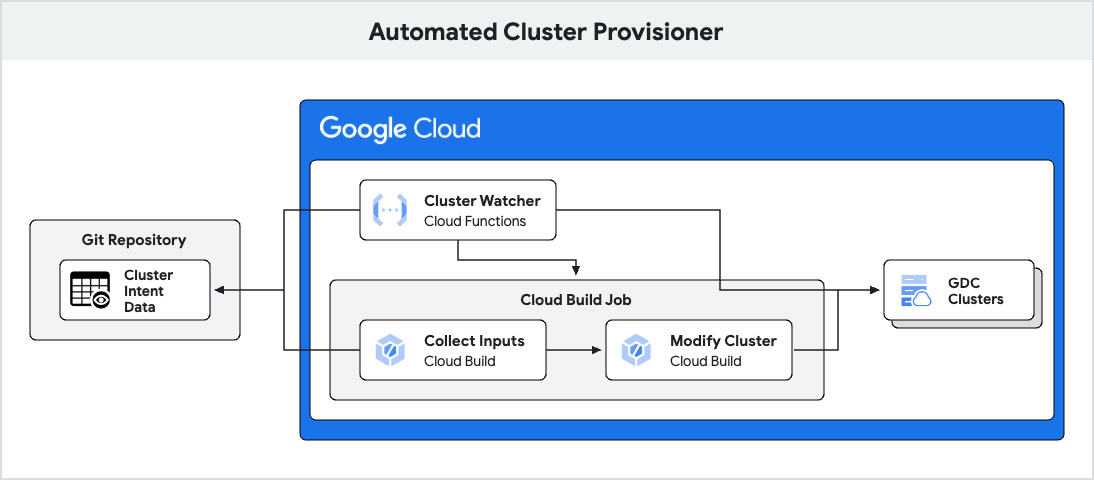 Automated Cluster Provisioner
Google Cloud
Cluster Watcher
Cloud Functions
Git Repository
Cluster
Intent
Data
Cloud Build Job
Collect Inputs
Cloud Build
Modify Cluster
Cloud Build
GDC
Clusters